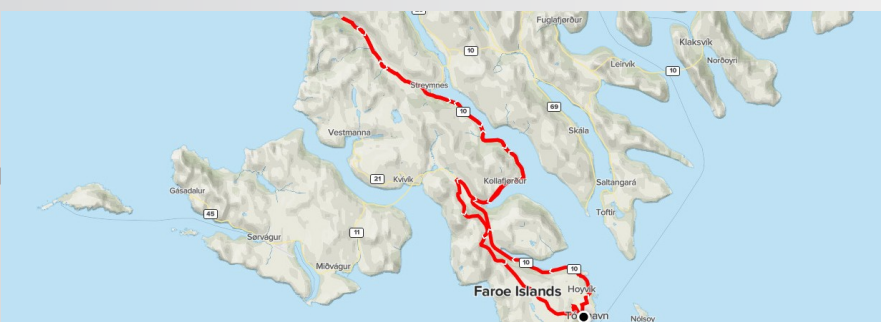 Fuglafjørður
Klaksvík
Norðoyri
10
Leirvík
10
Streymnes
69
10
Skála
Vestmanna
Saltangará
21
Kvívík
Kollafjørður
Gásadalur
Toftir
45
11
Sørvágur
Miðvágur
10
10
Faroe Islands
Hoyvík
Nólsoy